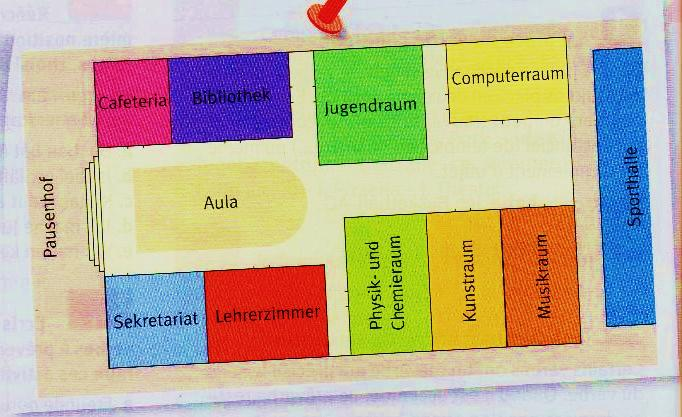 Cafeteria
Bibliothek
Jugendraum
Computerraum
Pausenhof
Aula
Sporthalle
Sekretariat
Lehrerzimmer
Physik- und
Chemieraum
Kunstraum
Musikraum